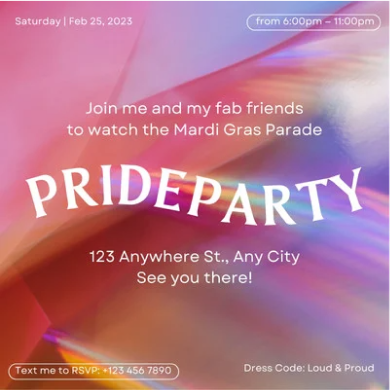 Saturday | Feb 25, 2023
from 6:00pm – 11:00pm
Join me and my fab friends
to watch the Mardi Gras Parade
PRIDEPARTY
123 Anywhere St., Any City
See you there!
Text me to RSVP: +123 456 7890
Dress Code: Loud & Proud